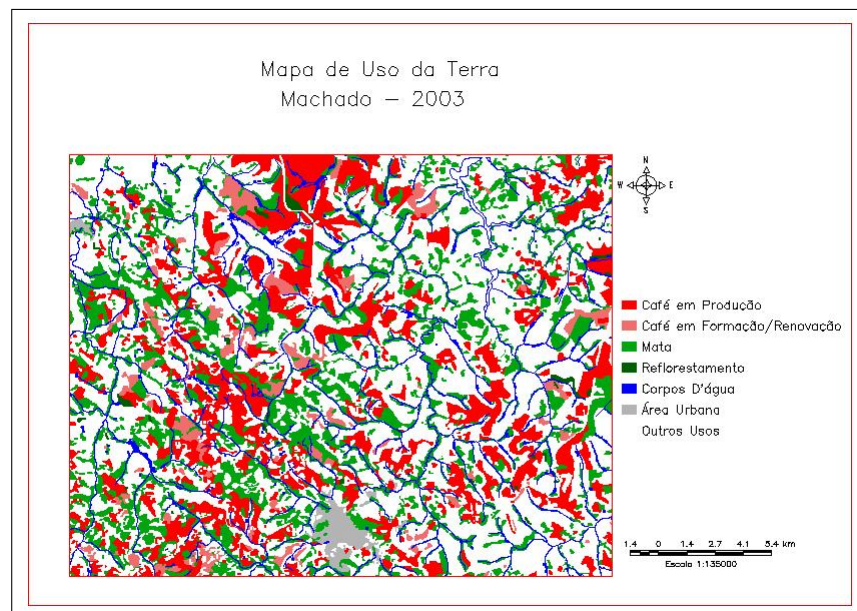 Mapa de Uso da Terra
Machado – 2003
N
W E
S
Café em Produção
Café em Formação/Renovação
Mata
Reflorestamento
Corpos D'água
Área Urbana
Outros Usos
1.4 0 1.4 2.7 4.1 5.4 km
Escala 1:135000